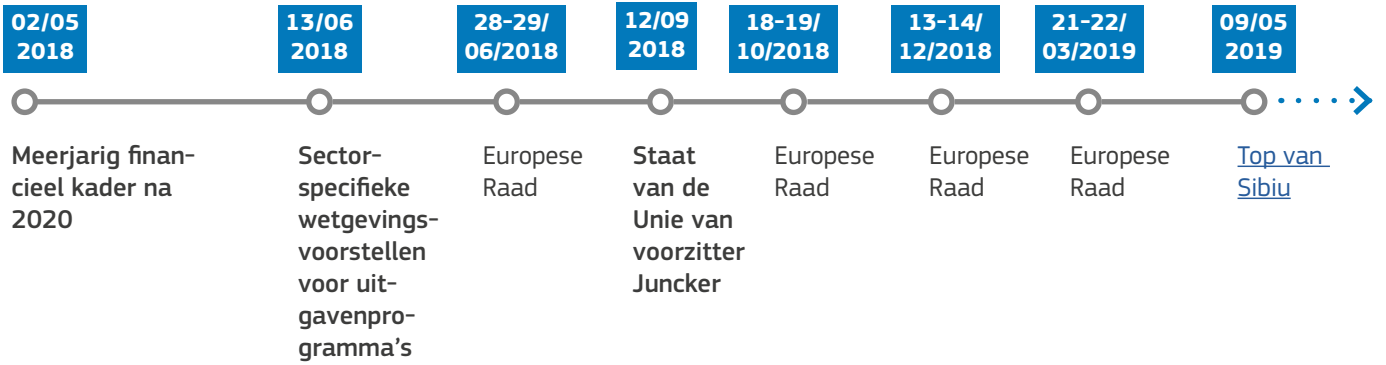 02/05
2018
13/06
2018
28-29/
06/2018
12/09
2018
18-19/
10/2018
13-14/
12/2018
21-22/
03/2019
09/05
2019
Meerjarig finan-
cieel kader na
2020
Sector-
specifieke
wetgevings-
voorstellen
voor uit-
gavenpro-
gramma's
Europese
Raad
Staat
van de
Unie van
voorzitter
Juncker
Europese
Raad
Europese
Raad
Europese
Raad
Top van
Sibiu